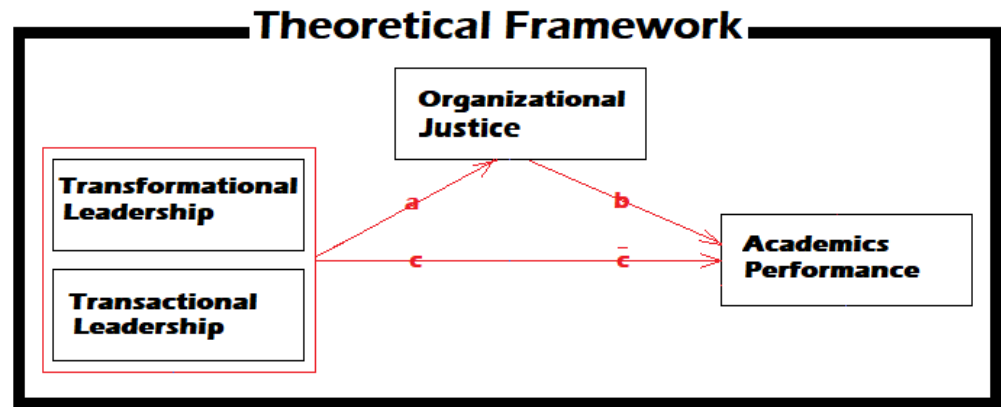 Theoretical Framework
Organizational
Justice
Transformational
Leadership
a
b
c
c̄
Academics
Performance
Transactional
Leadership